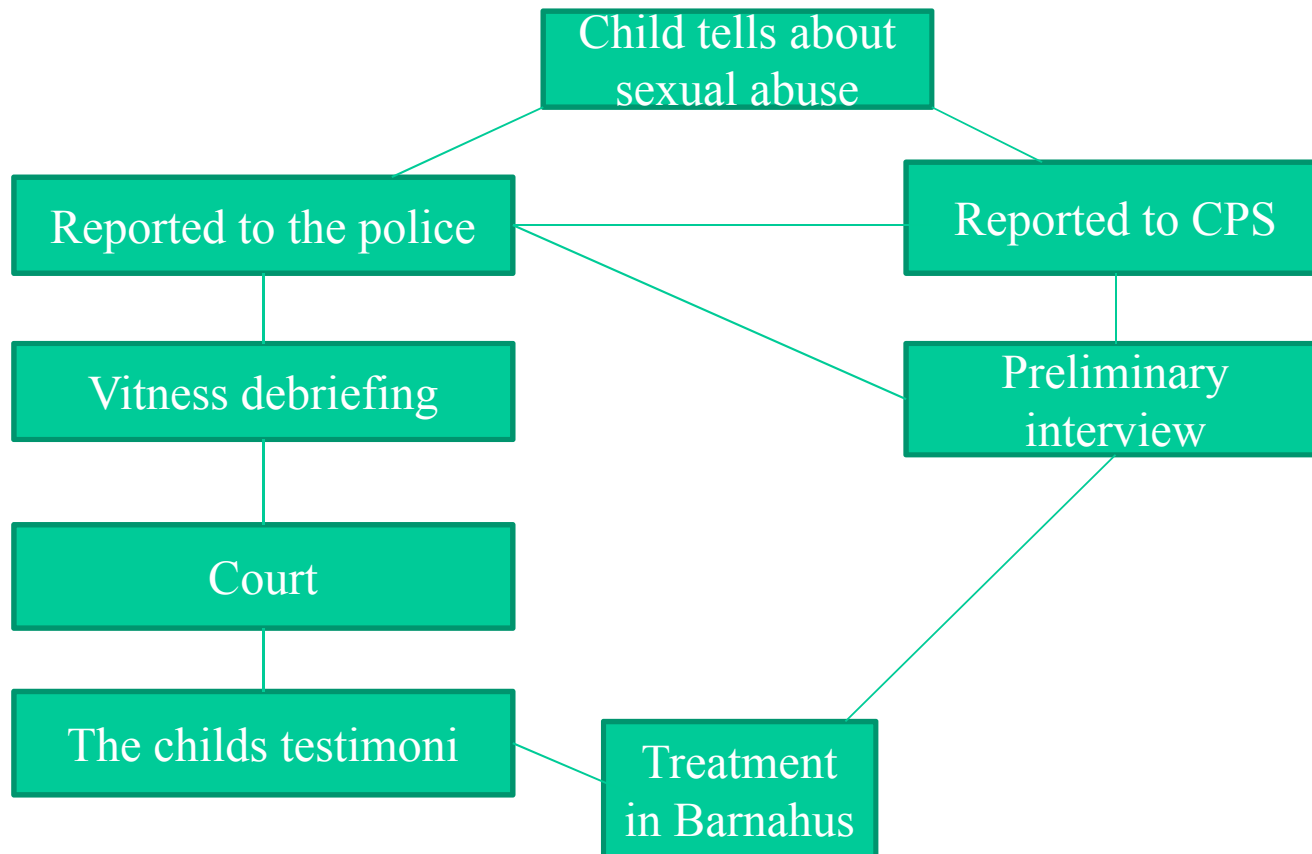 Child tells about
sexual abuse
Reported to the police
Reported to CPS
Vitness debriefing
Preliminary
interview
Court
The childs testimoni
Treatment
in Barnahus